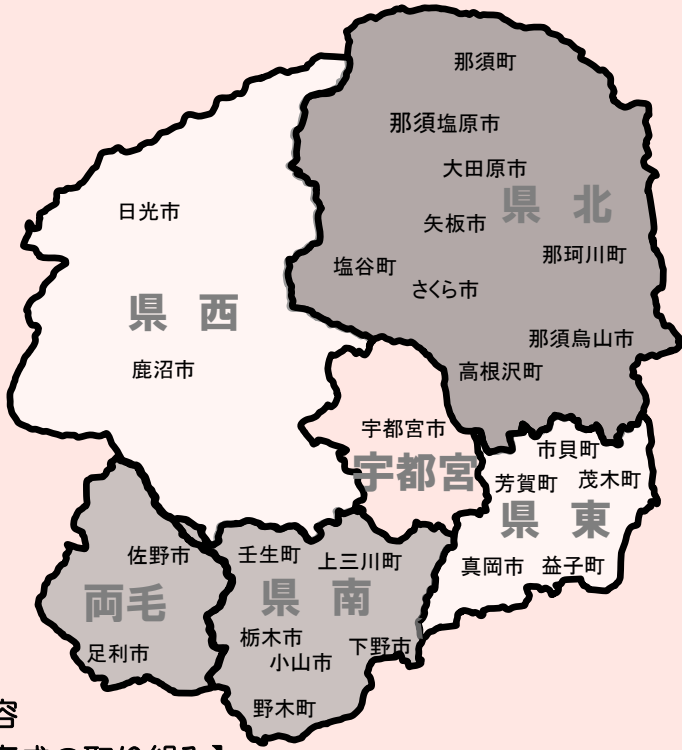 那須町
那須塩原市
大田原市
県 北
矢板市
那珂川町
塩谷町
さくら市
那須烏山市
高根沢町
日光市
県 西
鹿沼市
宇都宮市
宇都宮
市貝町
芳賀町
茂木町
県 東
真岡市
益子町
佐野市
両毛
足利市
壬生町
上三川町
県 南
栃木市
小山市
下野市
野木町
容